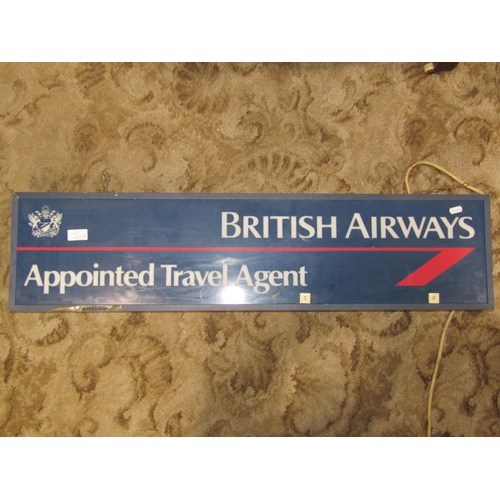 BRITISH AIRWAYS
Appointed Travel Agent